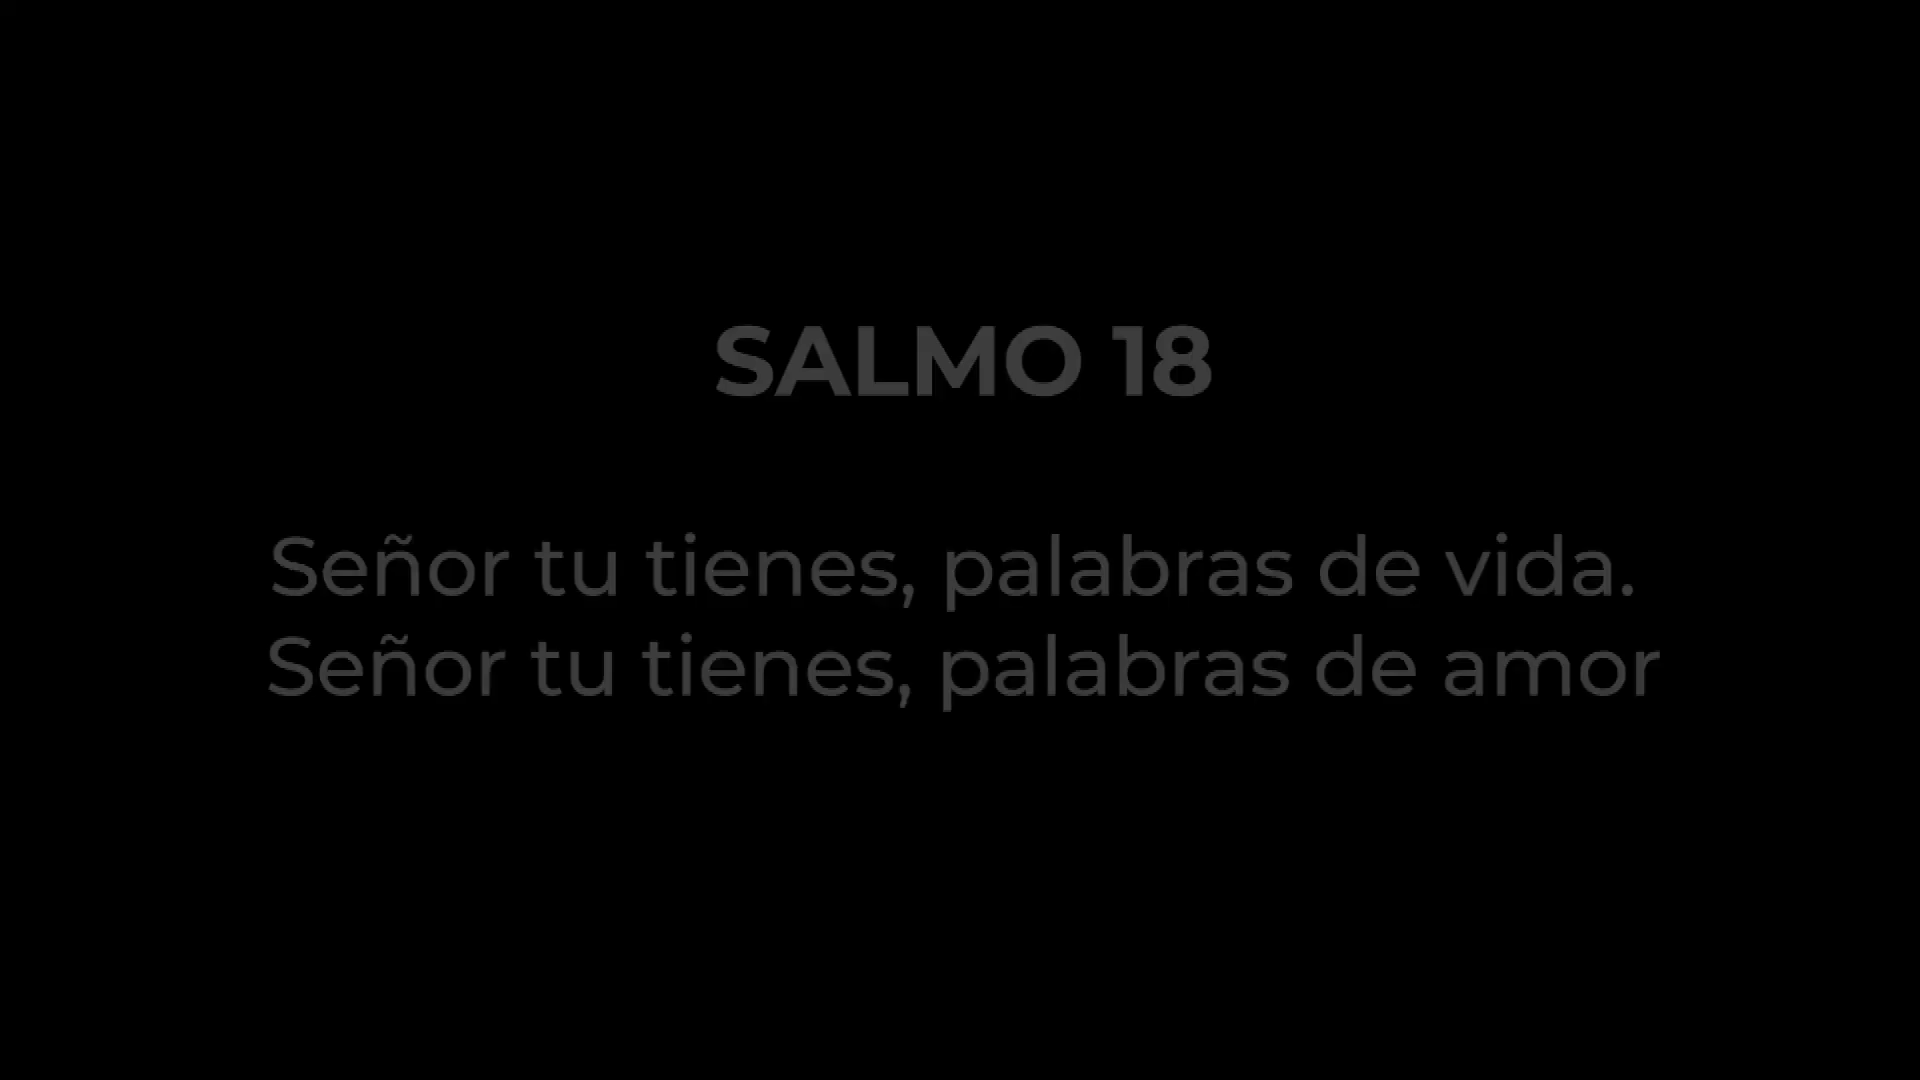 SALMO 18
Señor tu tienes, palabras de vida.
Señor tu tienes, palabras de amor